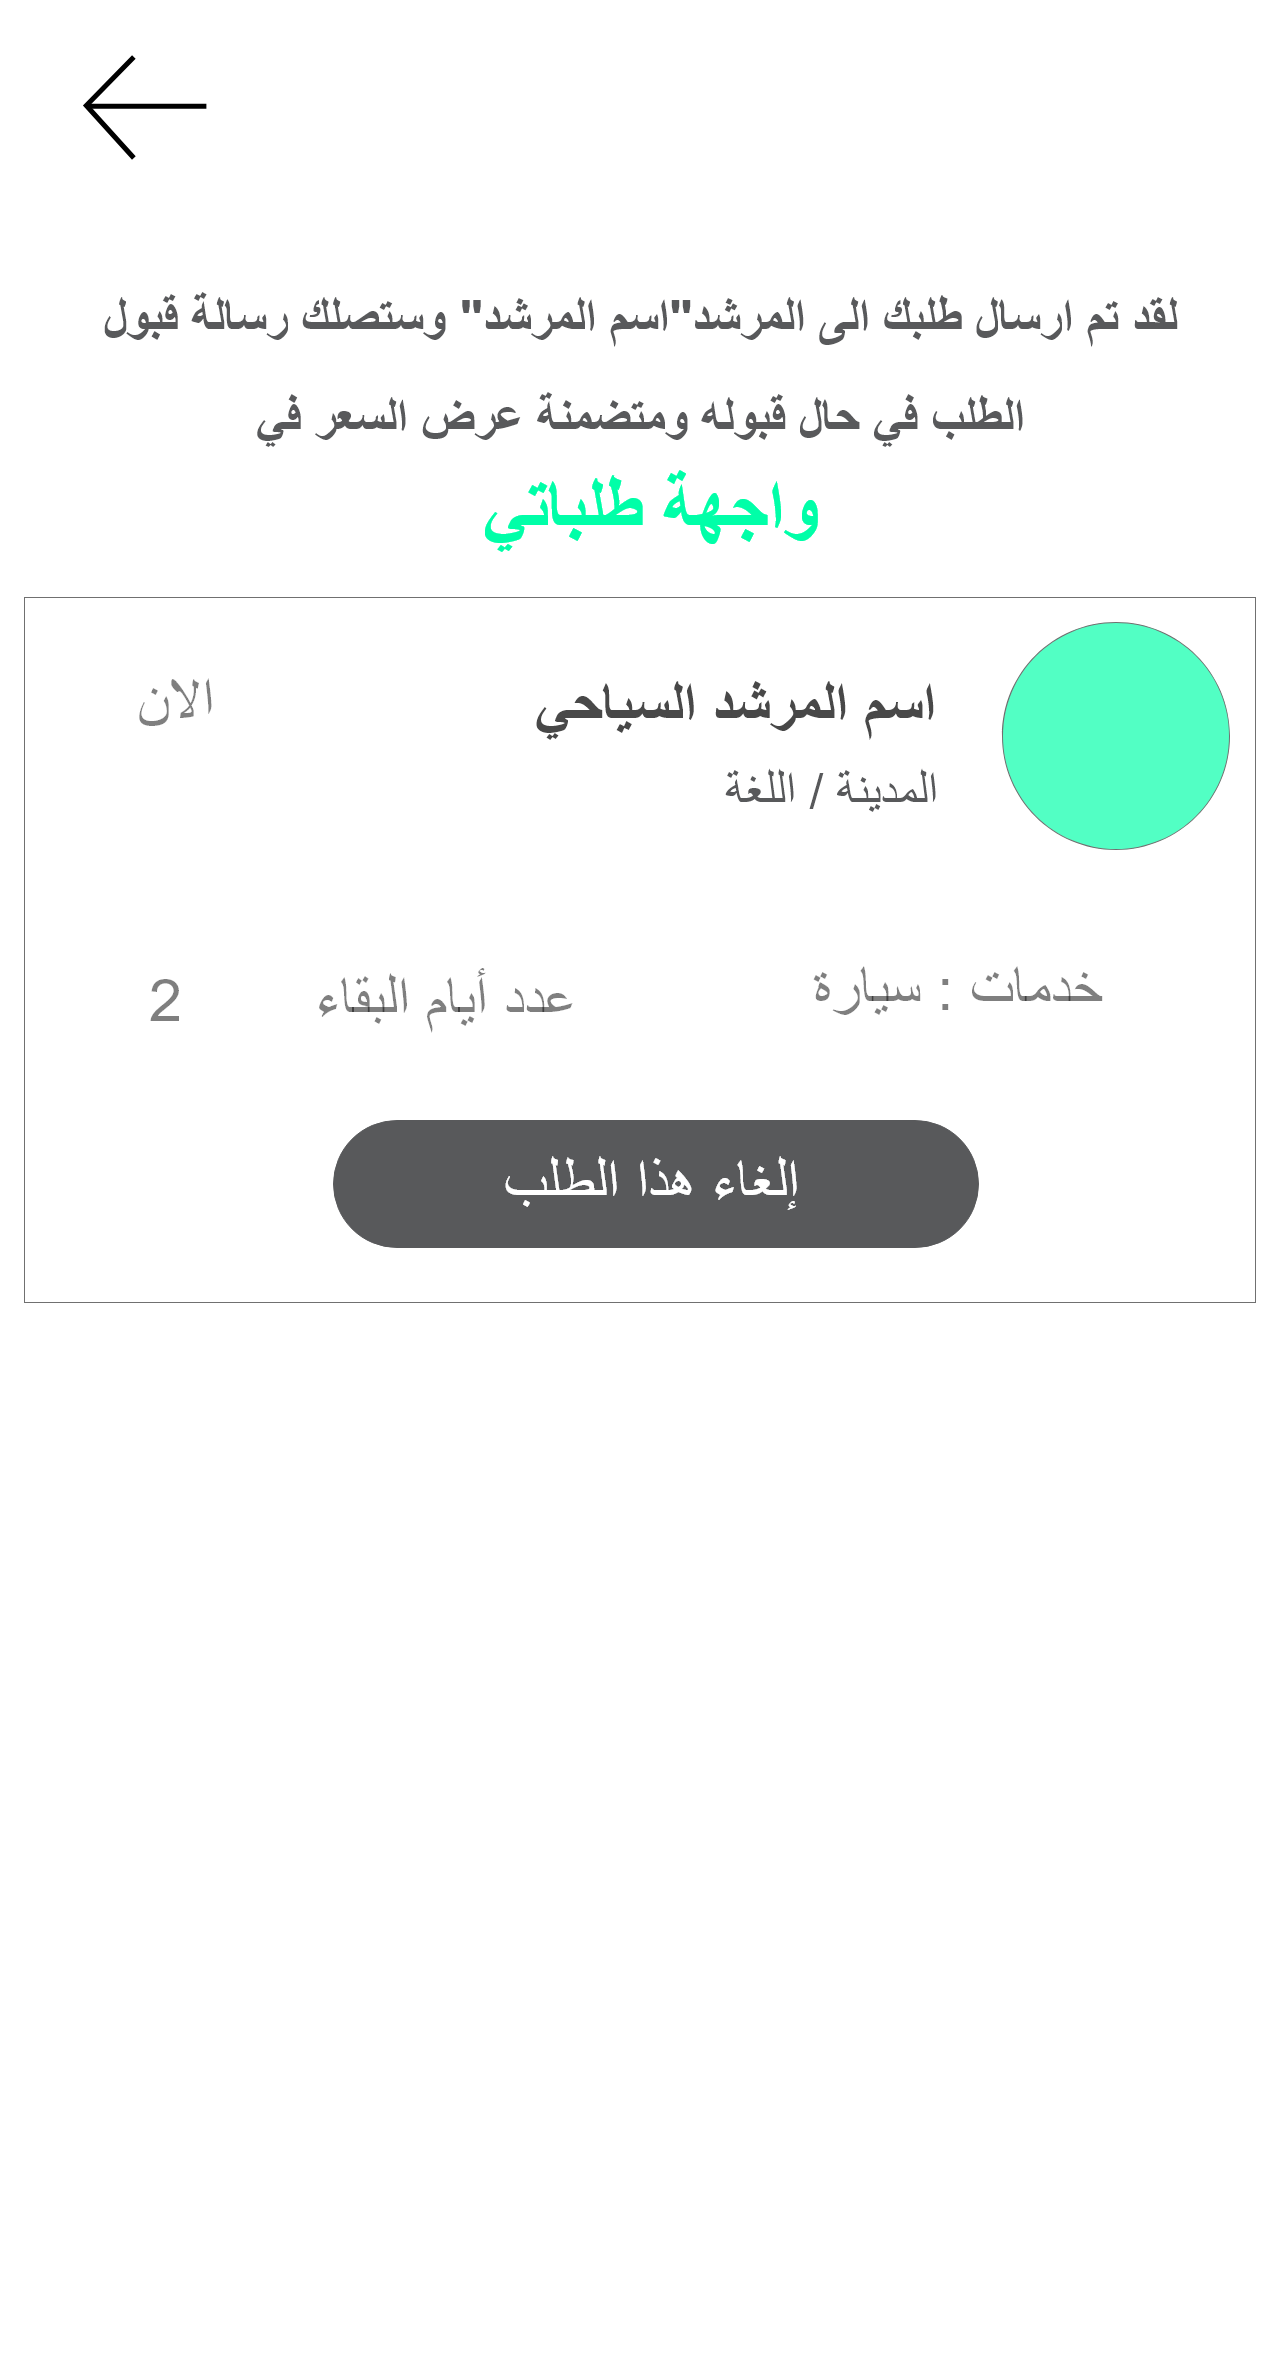 لقد تم ارسال طلبك الى المرشد"اسم المرشد" وستصلك رسالة قبول
الطلب في حال قبوله ومتضمنة عرض السعر في
واجهة طلباتي
اسم المرشد السياحي
الان
المدينة / اللغة
خدمات : سيارة
عدد أيام البقاء
2
إلغاء هذا الطلب